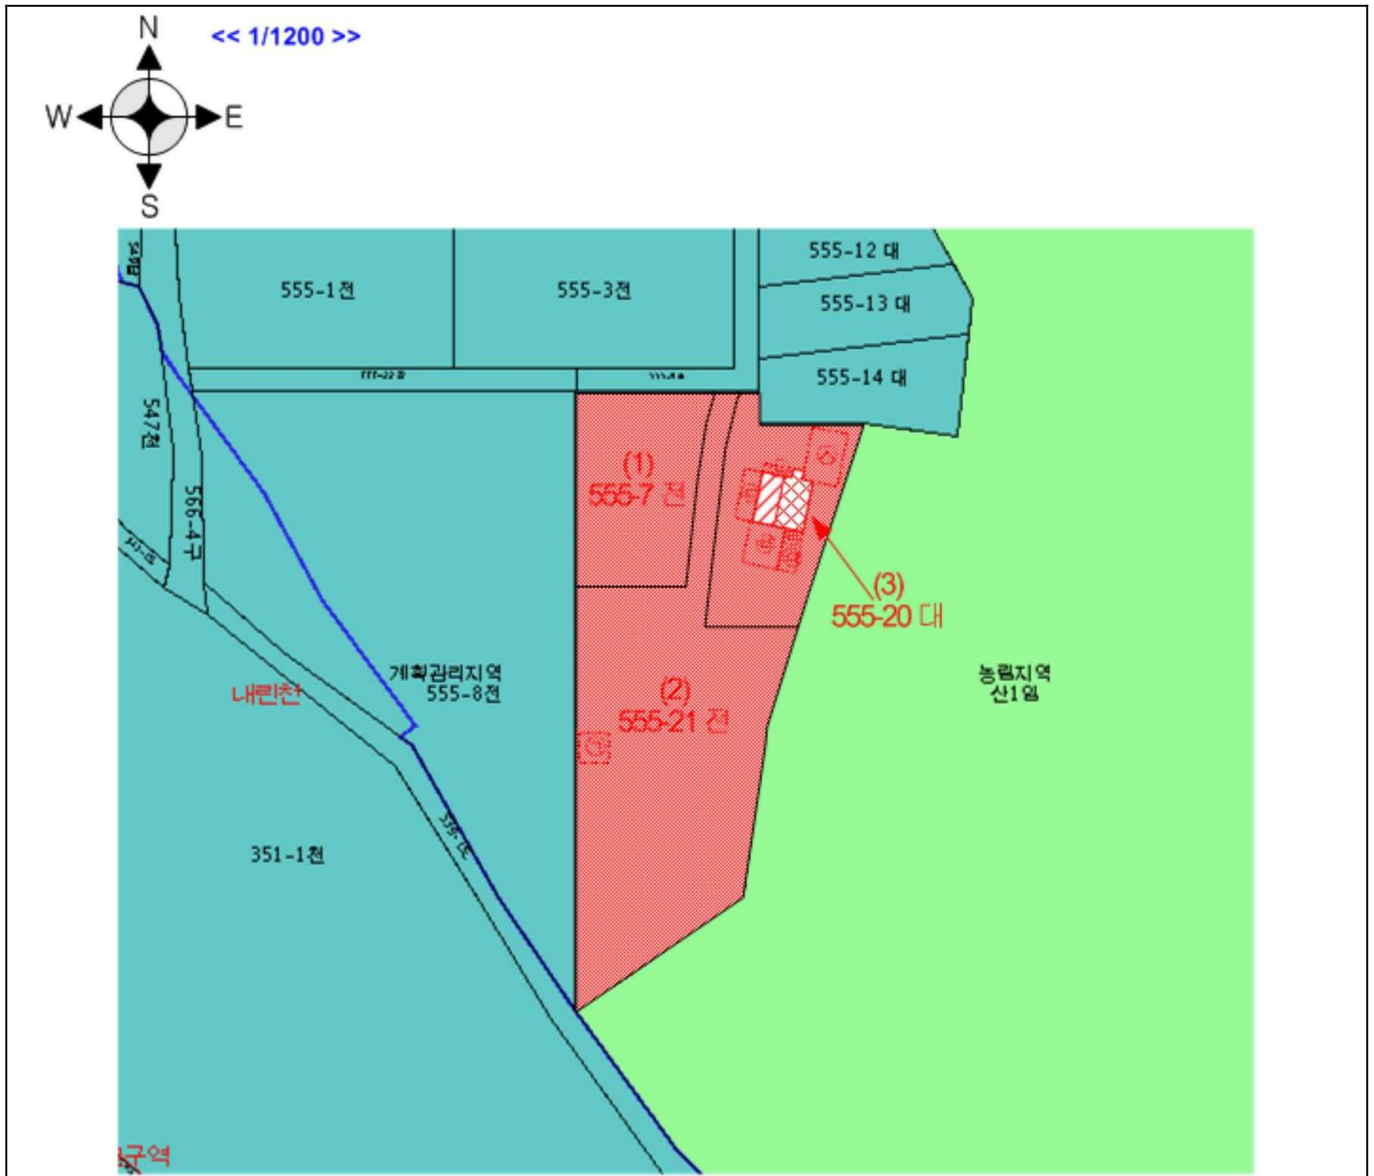 N
<< 1/1200 >>
W
E
S
555-12 대
555-1전
555-3전
555-13 대
555-14 대
547천
566-4구
(1)
555-7 전
(3)
555-20 대
계획관리지역
555-8전
내린천
(2)
555-21 전
농림지역
산1임
351-1천
구역